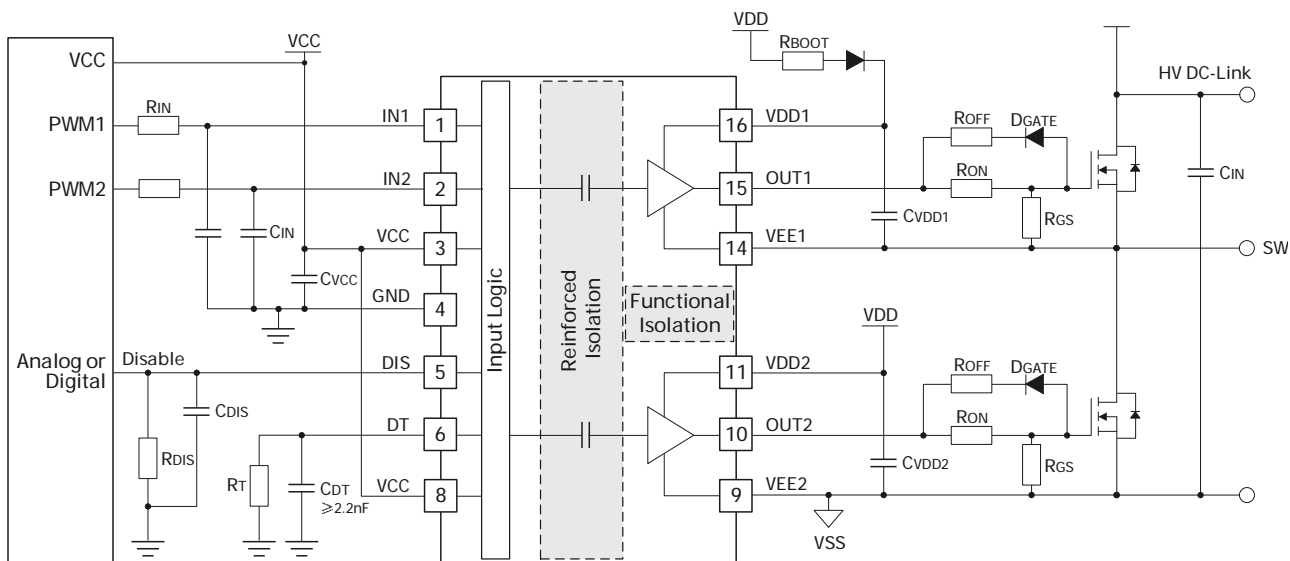 VCC
PWM1
PWM2
Analog or
Digital
Disable
RIN
VCC
CIN
CVCC
GND
IN1
IN2
VCC
DIS
DT
VCC
CDIS
RDIS
RT
CDT
≥2.2nF
1
2
3
4
5
6
8
Input Logic
Reinforced
Isolation
Functional
Isolation
16
15
14
11
10
9
VDD
RBOOT
VDD1
OUT1
VEE1
CVDD1
ROFF
DGATE
RON
RGS
HV DC-Link
CIN
SW
VDD
VDD2
OUT2
VEE2
CVDD2
VSS
ROFF
DGATE
RON
RGS